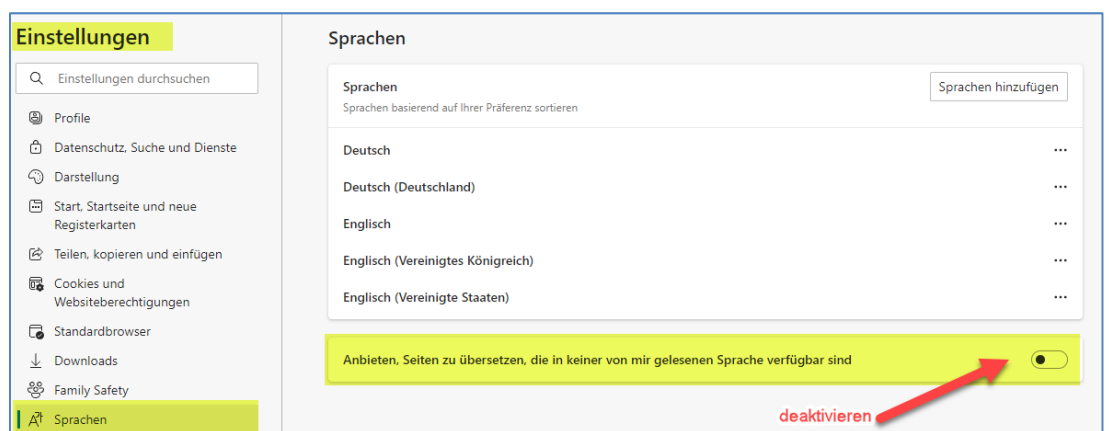 Einstellungen
Einstellungen durchsuchen
Profile
Datenschutz, Suche und Dienste
Darstellung
Start, Startseite und neue
Registerkarten
Teilen, kopieren und einfügen
Cookies und
Websiteberechtigungen
Standardbrowser
Downloads
Family Safety
Sprachen
Sprachen
Sprachen
Sprachen hinzufügen
Sprachen basierend auf Ihrer Präferenz sortieren
Deutsch
Deutsch (Deutschland)
Englisch
Englisch (Vereinigtes Königreich)
Englisch (Vereinigte Staaten)
Anbieten, Seiten zu übersetzen, die in keiner von mir gelesenen Sprache verfügbar sind
deaktivieren